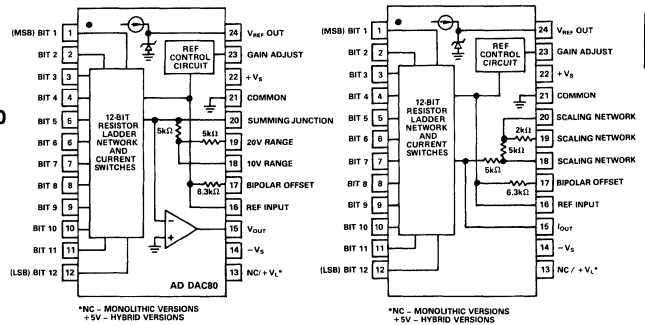 (MSB) BIT 1 1
BIT 2 2
BIT 3 3
BIT 4 4
BIT 5 5
BIT 6 6
BIT 7 7
BIT 8 8
BIT 9 9
BIT 10 10
BIT 11 11
(LSB) BIT 12 12
12-BIT
RESISTOR
LADDER
NETWORK
AND
CURRENT
SWITCHES
REF
CONTROL
CIRCUIT
5kΩ
5kΩ
6.3kΩ
−
+
AD DAC80
24 VREF OUT
23 GAIN ADJUST
22 +VS
21 COMMON
20 SUMMING JUNCTION
19 20V RANGE
18 10V RANGE
17 BIPOLAR OFFSET
16 REF INPUT
15 VOUT
14 −VS
13 NC/+VL*
*NC – MONOLITHIC VERSIONS
+5V – HYBRID VERSIONS
(MSB) BIT 1 1
BIT 2 2
BIT 3 3
BIT 4 4
BIT 5 5
BIT 6 6
BIT 7 7
BIT 8 8
BIT 9 9
BIT 10 10
BIT 11 11
(LSB) BIT 12 12
12-BIT
RESISTOR
LADDER
NETWORK
AND
CURRENT
SWITCHES
REF
CONTROL
CIRCUIT
2kΩ
5kΩ
5kΩ
6.3kΩ
24 VREF OUT
23 GAIN ADJUST
22 +VS
21 COMMON
20 SCALING NETWORK
19 SCALING NETWORK
18 SCALING NETWORK
17 BIPOLAR OFFSET
16 REF INPUT
15 IOUT
14 −VS
13 NC / +VL*
*NC – MONOLITHIC VERSIONS
+5V – HYBRID VERSIONS